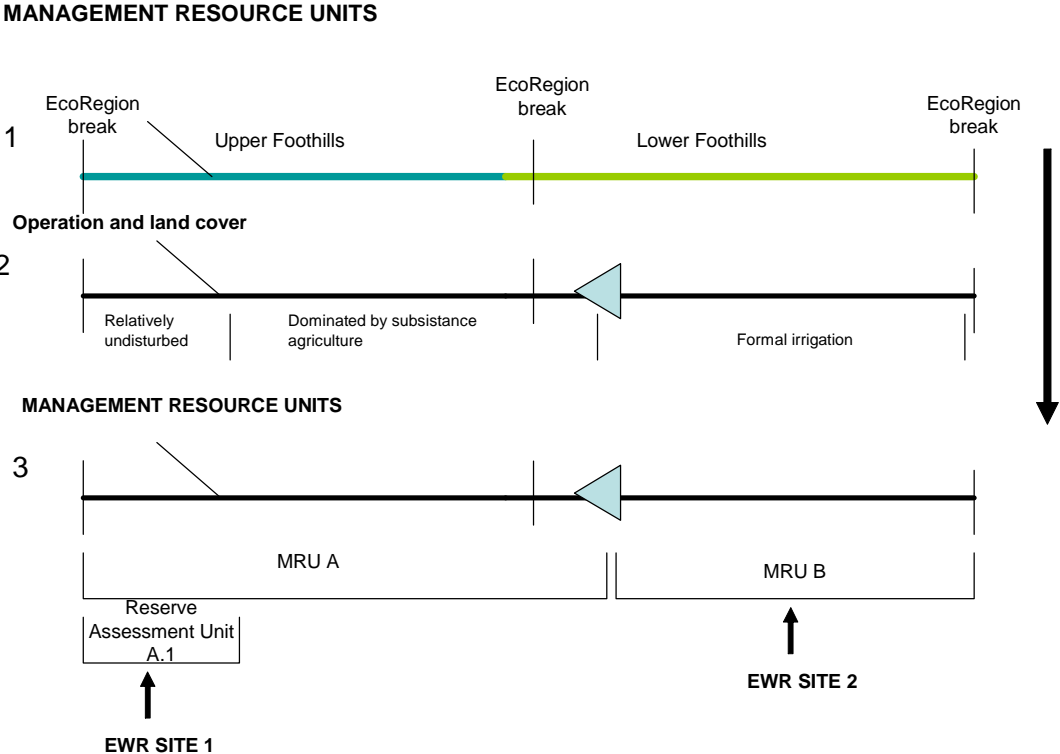 MANAGEMENT RESOURCE UNITS
EcoRegion
break
EcoRegion
break
EcoRegion
break
1
Upper Foothills
Lower Foothills
Operation and land cover
2
Relatively
undisturbed
Dominated by subsistance
agriculture
Formal irrigation
MANAGEMENT RESOURCE UNITS
3
MRU A
MRU B
Reserve
Assessment Unit
A.1
EWR SITE 2
EWR SITE 1